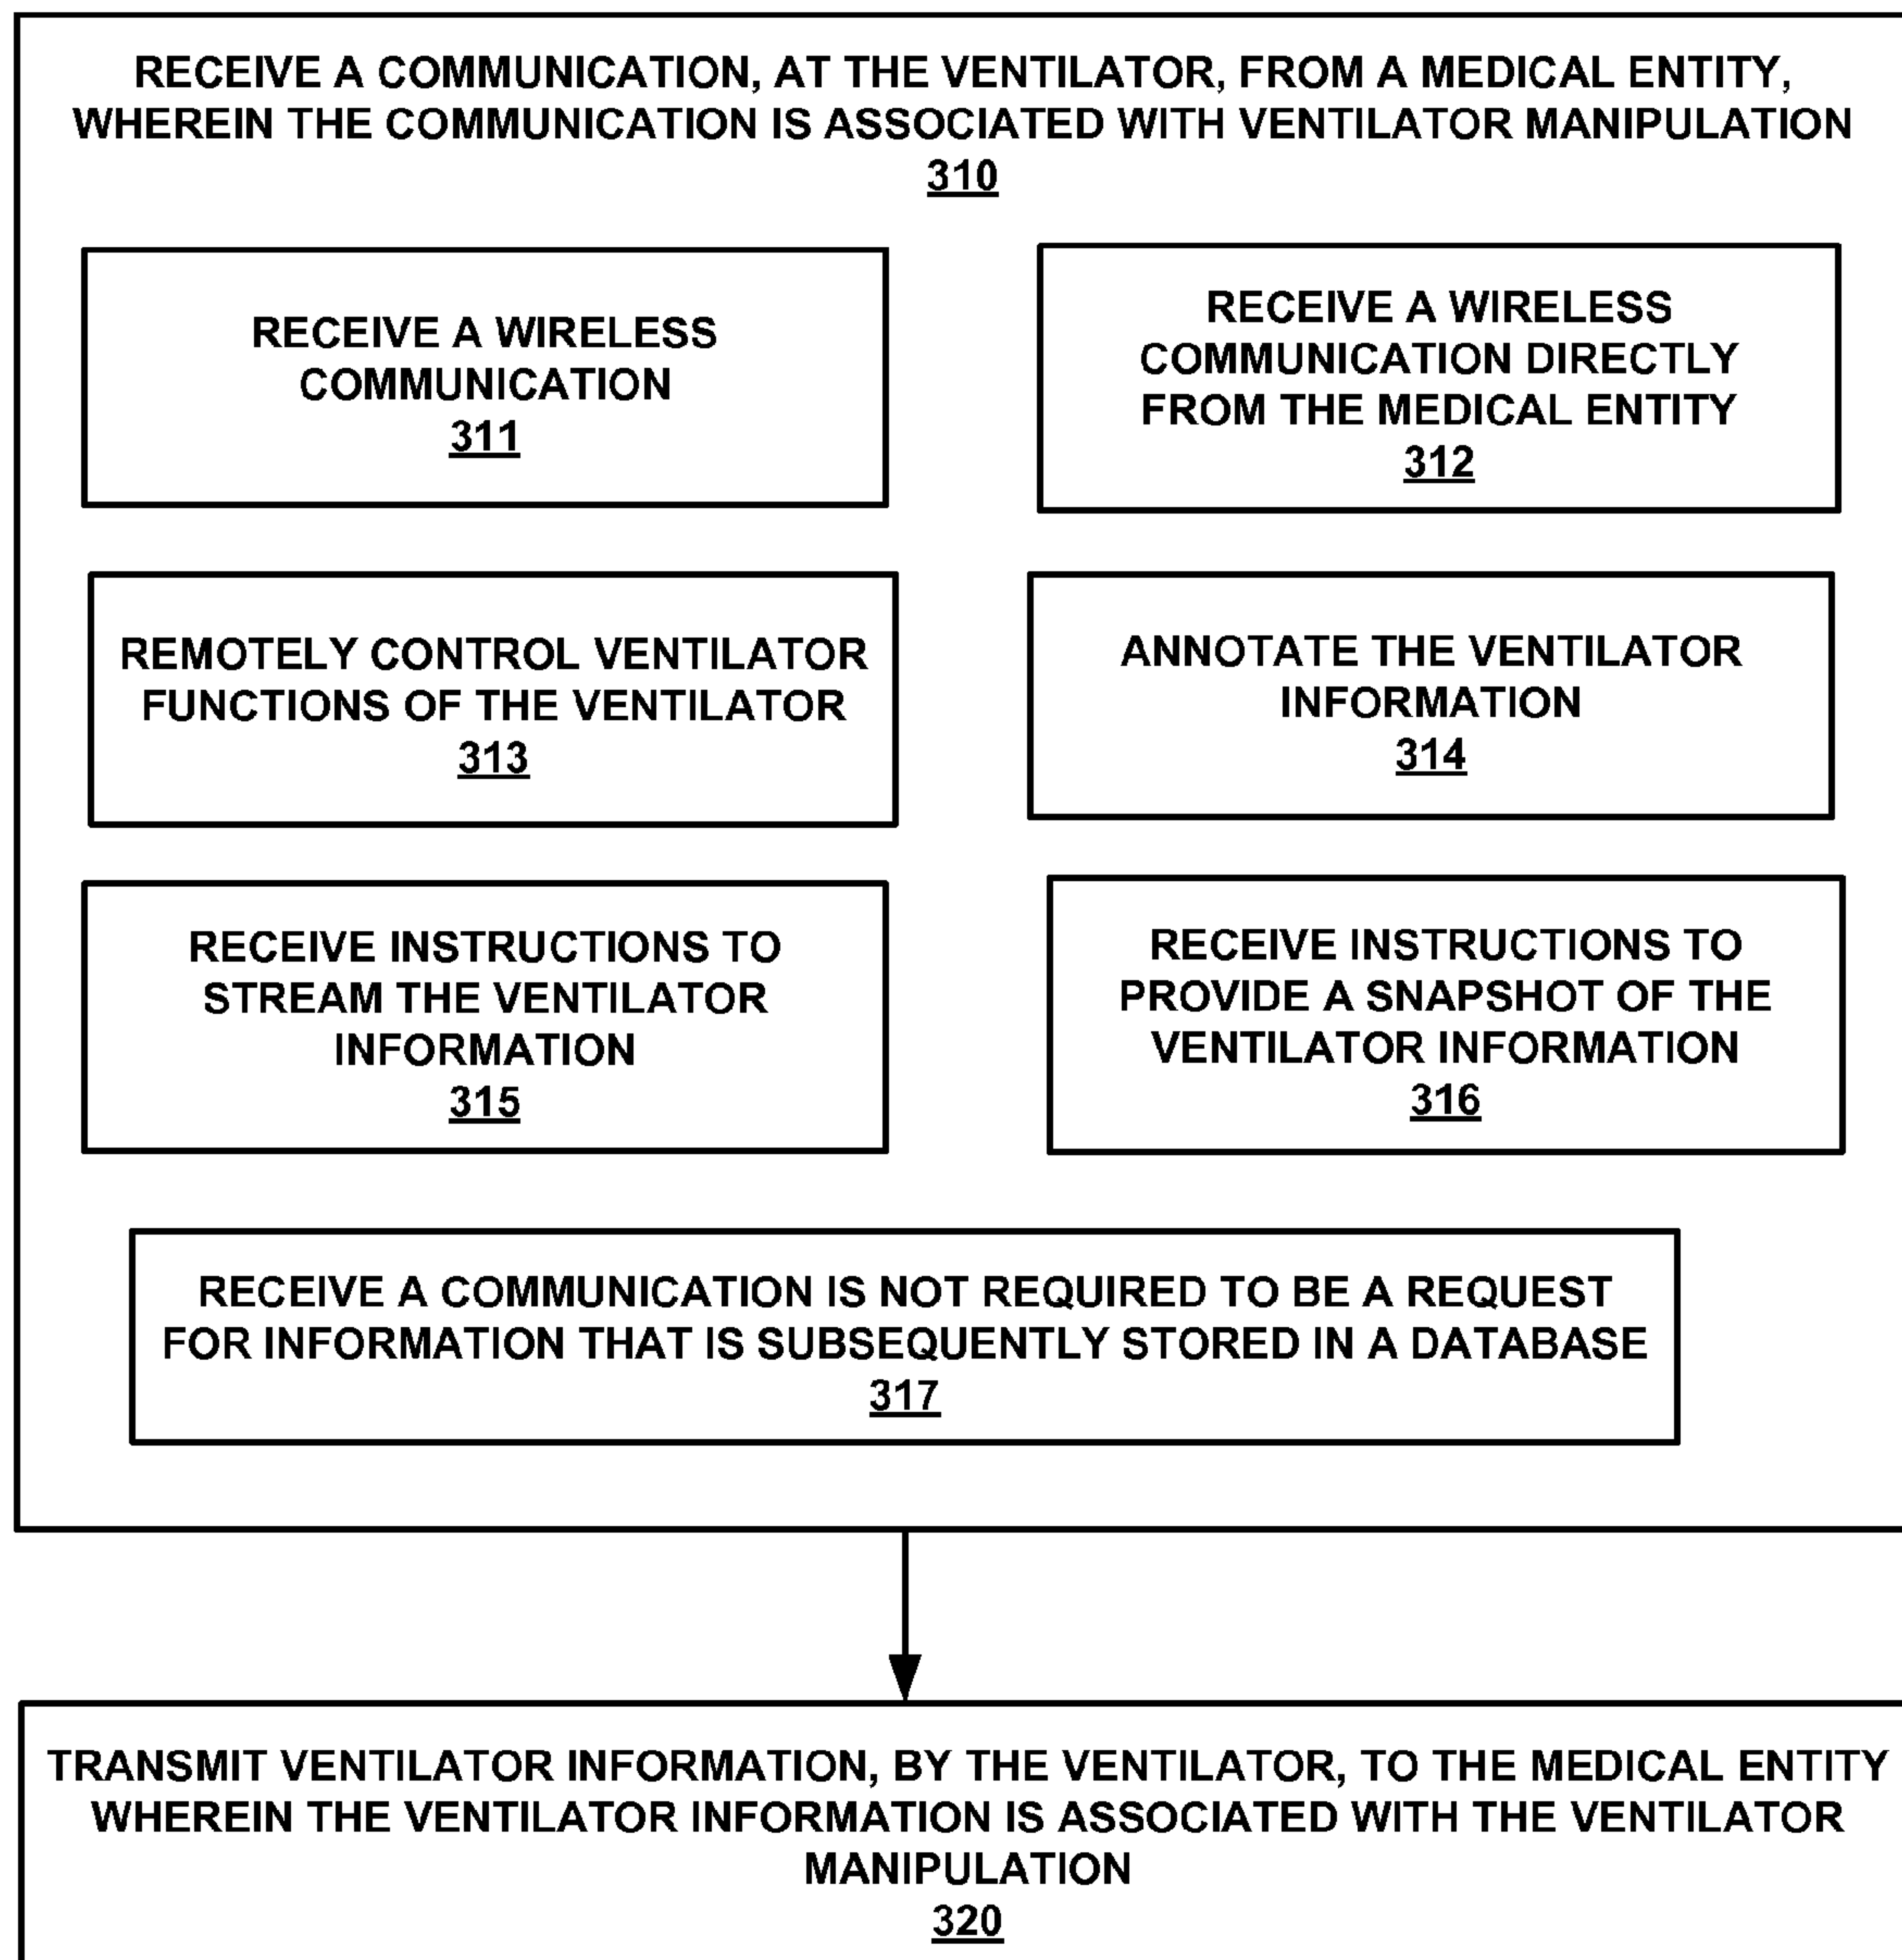 RECEIVE A COMMUNICATION, AT THE VENTILATOR, FROM A MEDICAL ENTITY,
WHEREIN THE COMMUNICATION IS ASSOCIATED WITH VENTILATOR MANIPULATION
310
RECEIVE A WIRELESS
COMMUNICATION
311
RECEIVE A WIRELESS
COMMUNICATION DIRECTLY
FROM THE MEDICAL ENTITY
312
REMOTELY CONTROL VENTILATOR
FUNCTIONS OF THE VENTILATOR
313
ANNOTATE THE VENTILATOR
INFORMATION
314
RECEIVE INSTRUCTIONS TO
STREAM THE VENTILATOR
INFORMATION
315
RECEIVE INSTRUCTIONS TO
PROVIDE A SNAPSHOT OF THE
VENTILATOR INFORMATION
316
RECEIVE A COMMUNICATION IS NOT REQUIRED TO BE A REQUEST
FOR INFORMATION THAT IS SUBSEQUENTLY STORED IN A DATABASE
317
TRANSMIT VENTILATOR INFORMATION, BY THE VENTILATOR, TO THE MEDICAL ENTITY
WHEREIN THE VENTILATOR INFORMATION IS ASSOCIATED WITH THE VENTILATOR
MANIPULATION
320